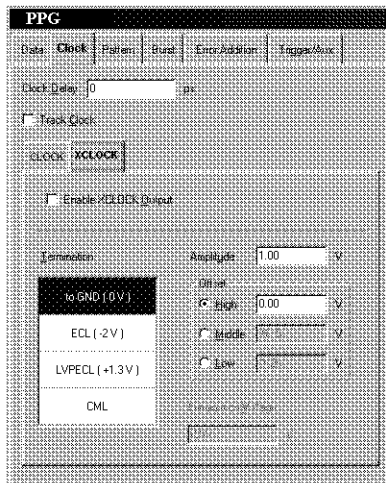 PPG
Data Clock Pattern Burst Error Addition Trigger/Aux
Clock Delay 0 ps
Track Clock
CLOCK XCLOCK
Enable XCLOCK Output
Termination Amplitude 1.00 V
to GND ( 0 V ) Offset
High 0.00 V
ECL ( -2 V ) Middle V
LVPECL ( +1.3 V ) Low V
CML